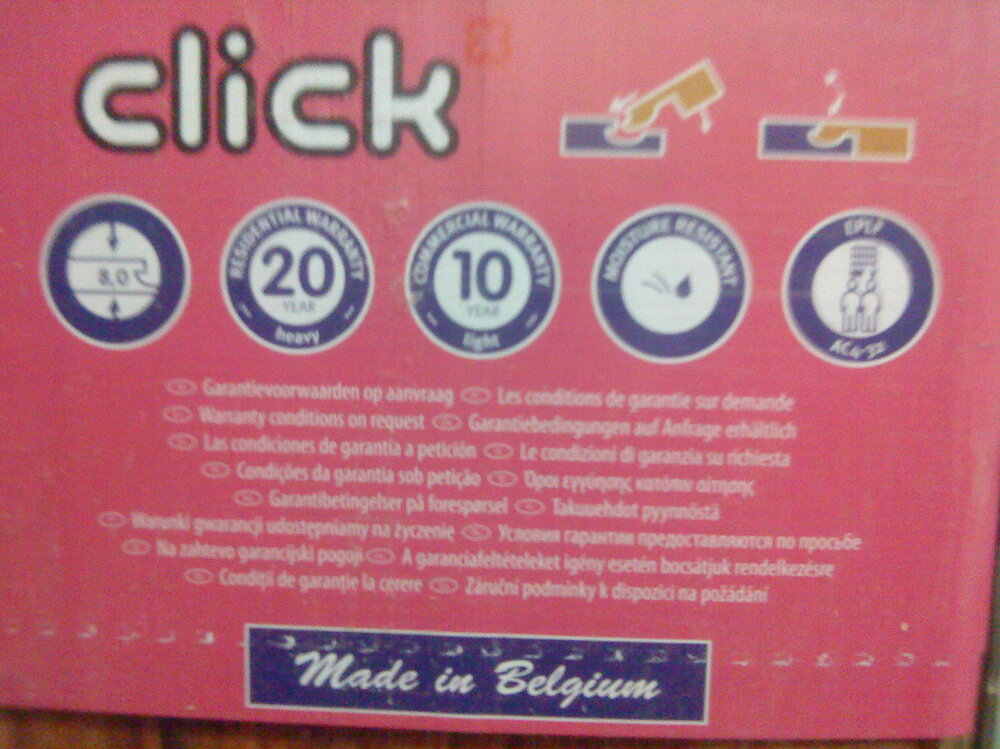 click
8,0
RESIDENTIAL WARRANTY
20
YEAR
heavy
COMMERCIAL WARRANTY
10
YEAR
light
MOISTURE RESISTANT
EPLF
AC4-32
Garantievoorwaarden op aanvraag Les conditions de garantie sur demande
Warranty conditions on request Garantiebedingungen auf Anfrage erhältlich
Las condiciones de garantia a petición Le condizioni di garanzia su richiesta
Condições da garantia sob petição Όροι εγγύησης κατόπιν αίτησης
Garantibetingelser på forespørsel Takuuehdot pyynnöstä
Warunki gwarancji udostępniamy na życzenie Условия гарантии предоставляются по просьбе
Na zahtevo garancijski pogoji A garanciafeltételeket igény esetén bocsátjuk rendelkezésre
Condiții de garanție la cerere Záruční podmínky k dispozici na požádání
Made in Belgium